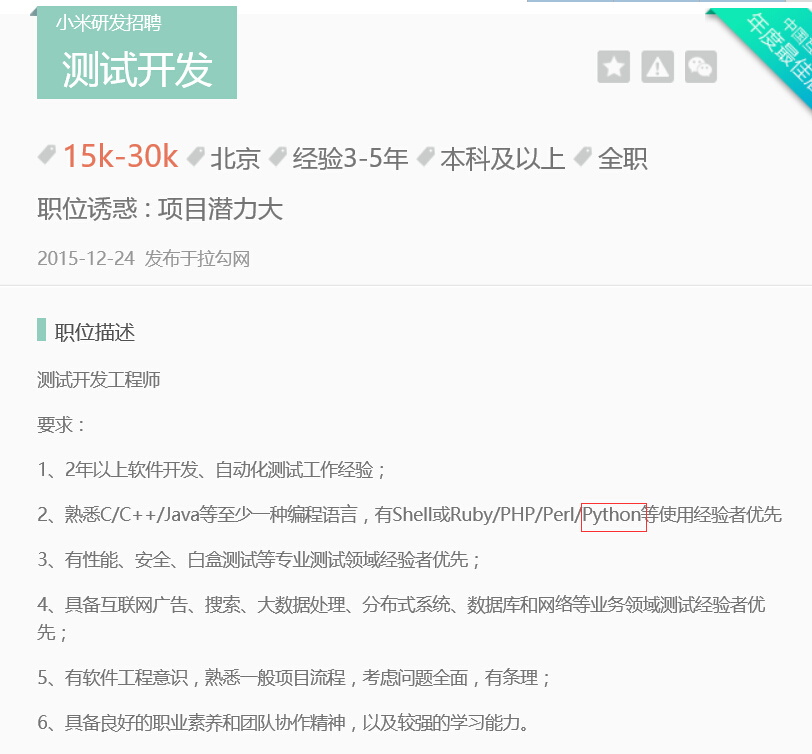 小米研发招聘
测试开发
中国互
年度最佳雇
15k-30k 北京 经验3-5年 本科及以上 全职
职位诱惑 : 项目潜力大
2015-12-24 发布于拉勾网
职位描述
测试开发工程师
要求：
1、2年以上软件开发、自动化测试工作经验；
2、熟悉C/C++/Java等至少一种编程语言，有Shell或Ruby/PHP/Perl/Python等使用经验者优先
3、有性能、安全、白盒测试等专业测试领域经验者优先；
4、具备互联网广告、搜索、大数据处理、分布式系统、数据库和网络等业务领域测试经验者优
先；
5、有软件工程意识，熟悉一般项目流程，考虑问题全面，有条理；
6、具备良好的职业素养和团队协作精神，以及较强的学习能力。